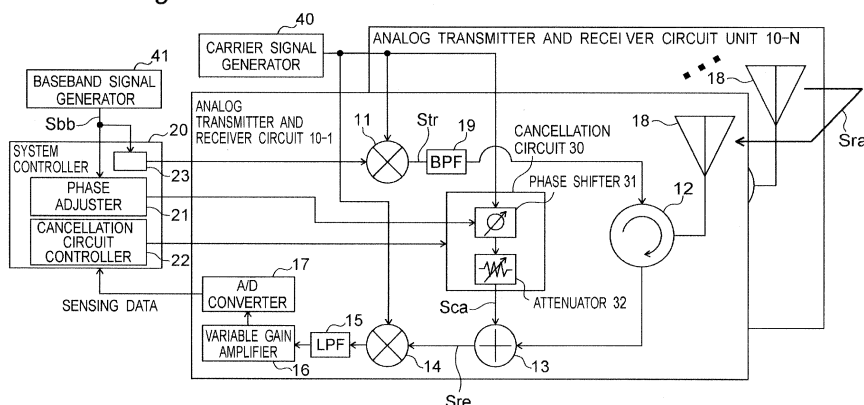 40
41
CARRIER SIGNAL
GENERATOR
ANALOG TRANSMITTER AND RECEIVER CIRCUIT UNIT 10-N
BASEBAND SIGNAL
GENERATOR
18
Sbb
20
ANALOG
TRANSMITTER AND
RECEIVER CIRCUIT 10-1
11
Str
19
BPF
CANCELLATION
CIRCUIT 30
18
Sra
SYSTEM
CONTROLLER
23
PHASE SHIFTER 31
12
PHASE
ADJUSTER
21
CANCELLATION
CIRCUIT
CONTROLLER
22
17
A/D
CONVERTER
SENSING DATA
15
Sca
ATTENUATOR 32
VARIABLE GAIN
AMPLIFIER
16
LPF
14
13
Sre